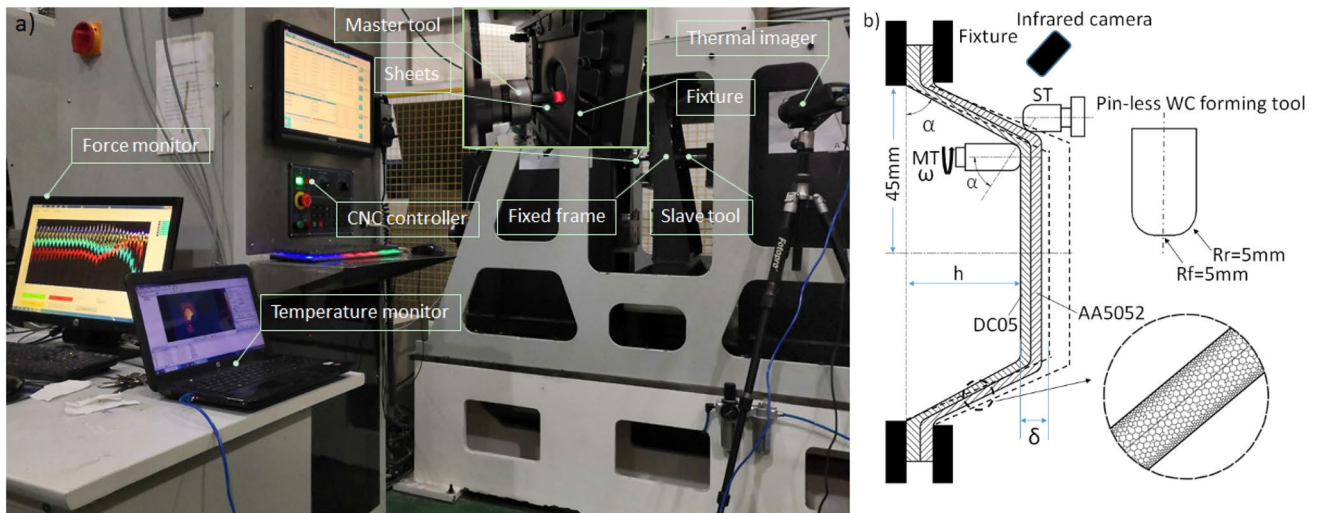 a)
Master tool
Sheets
Thermal imager
Fixture
Force monitor
CNC controller
Fixed frame
Slave tool
Temperature monitor
Fotopro
b)
Infrared camera
Fixture
ST
Pin-less WC forming tool
α
MT
ω
α
45mm
Rr=5mm
Rf=5mm
h
DC05
AA5052
δ